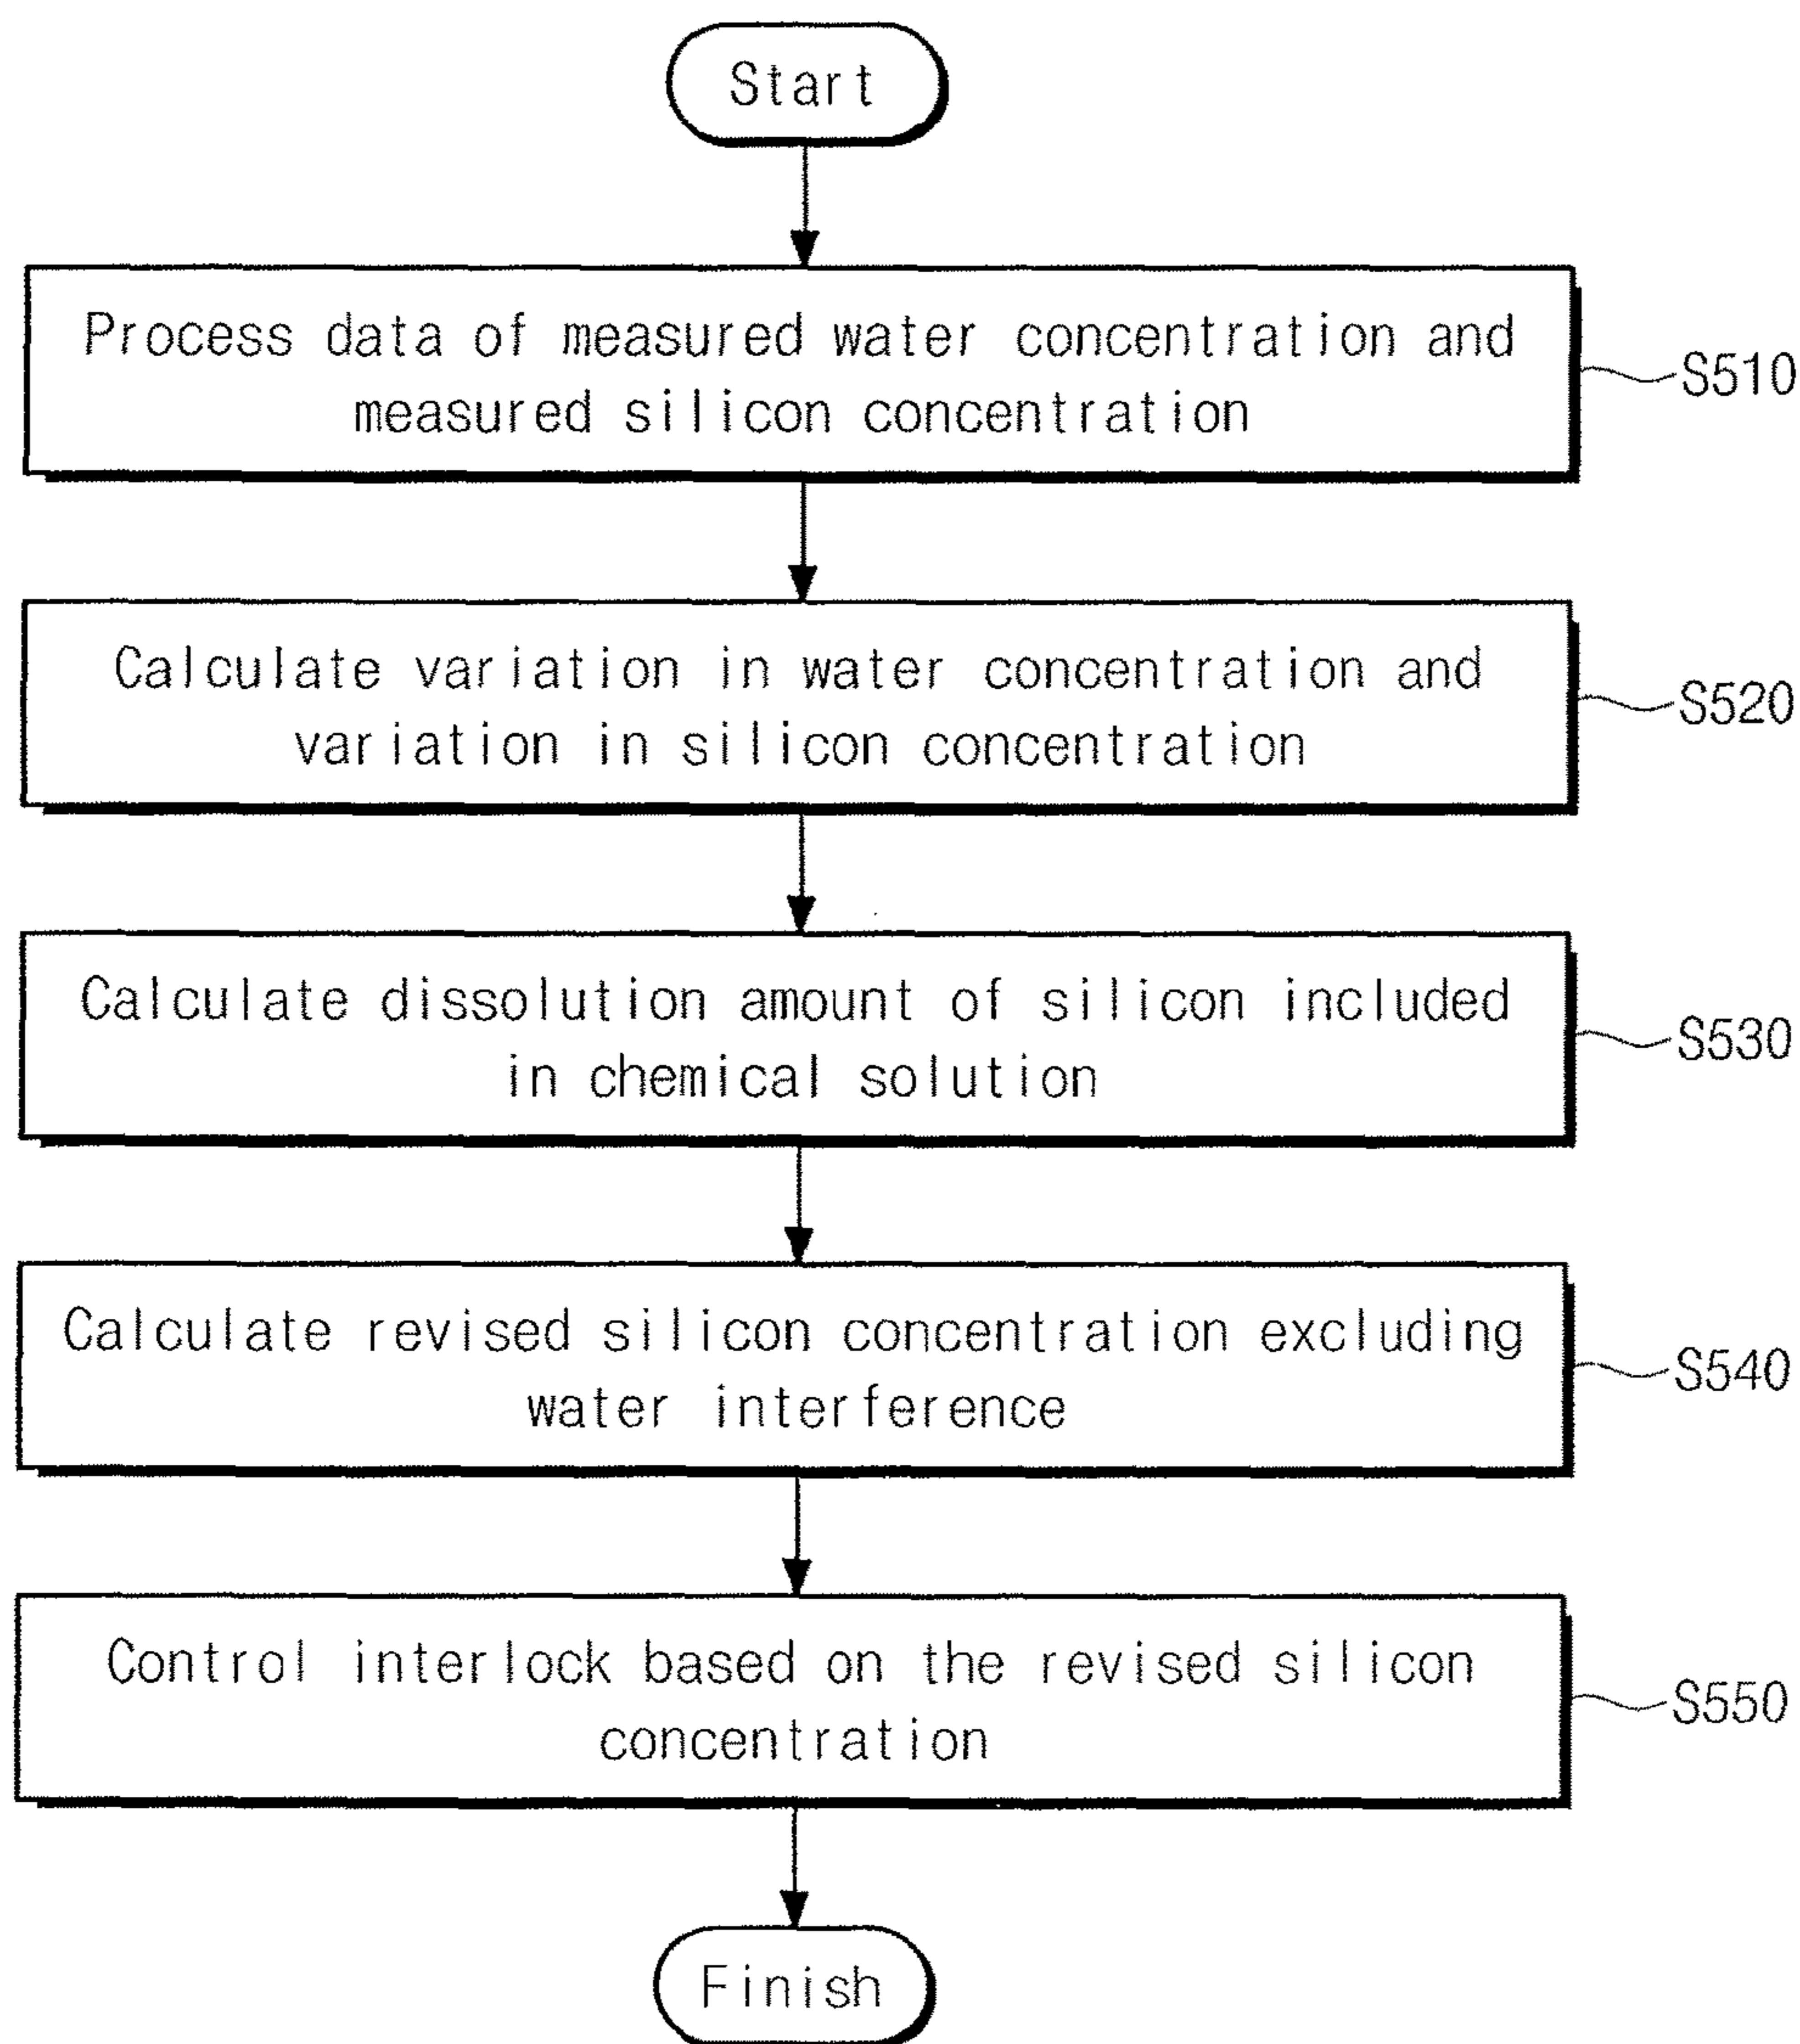 Start
Process data of measured water concentration and
measured silicon concentration
S510
Calculate variation in water concentration and
variation in silicon concentration
S520
Calculate dissolution amount of silicon included
in chemical solution
S530
Calculate revised silicon concentration excluding
water interference
S540
Control interlock based on the revised silicon
concentration
S550
Finish